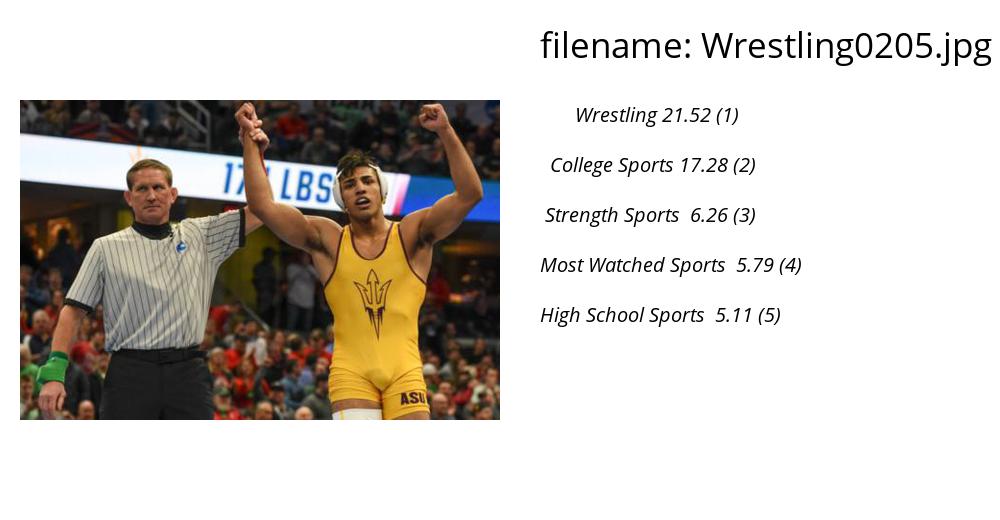 filename: Wrestling0205.jpg
Wrestling 21.52 (1)
College Sports 17.28 (2)
Strength Sports 6.26 (3)
Most Watched Sports 5.79 (4)
High School Sports 5.11 (5)
LBS
ASU